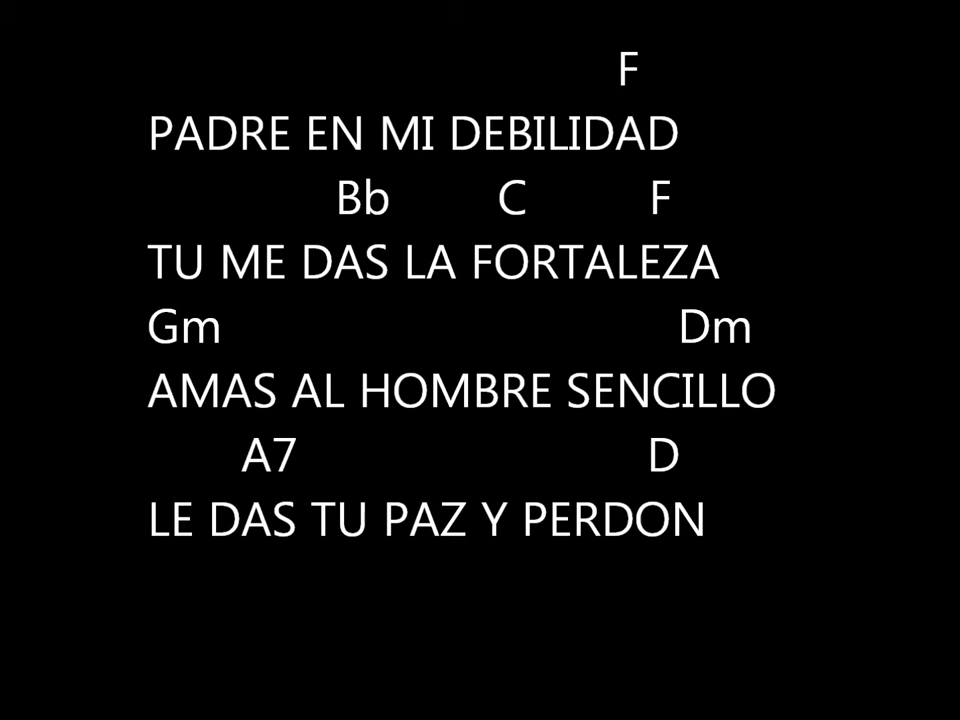 F
PADRE EN MI DEBILIDAD
Bb C F
TU ME DAS LA FORTALEZA
Gm Dm
AMAS AL HOMBRE SENCILLO
A7 D
LE DAS TU PAZ Y PERDON